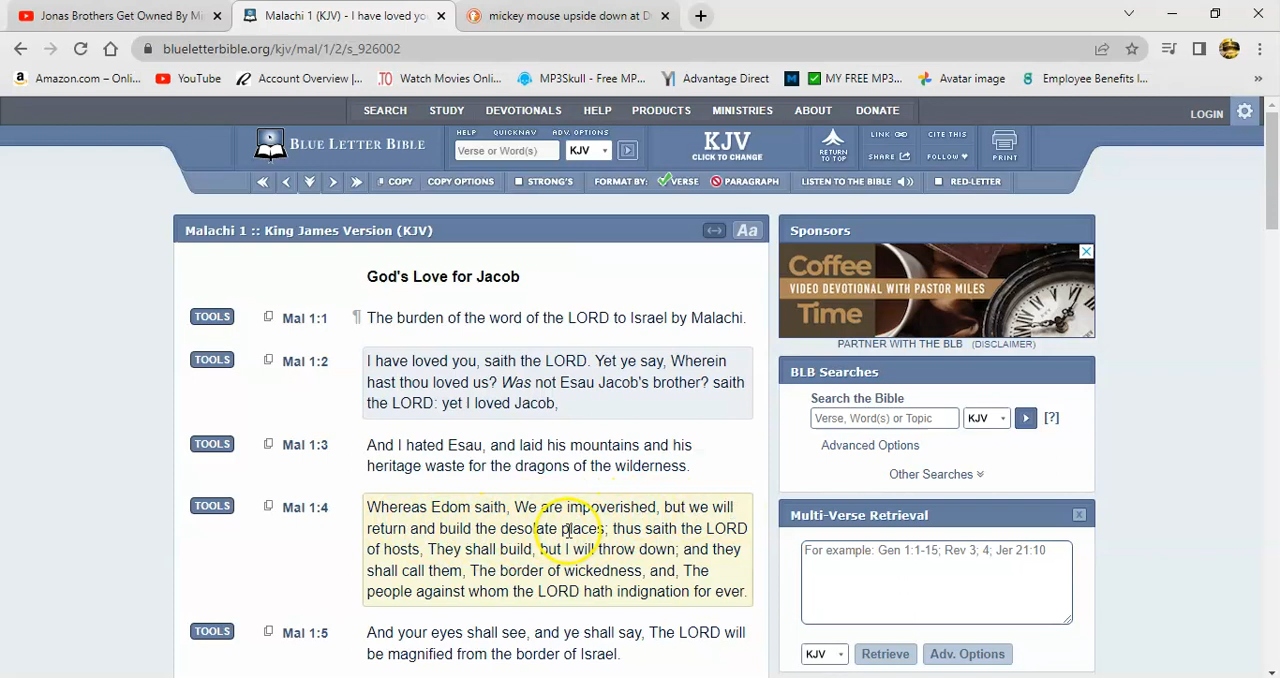 Jonas Brothers Get Owned By Mi
Malachi 1 (KJV) - I have loved yo
mickey mouse upside down at D
blueletterbible.org/kjv/mal/1/2/s_926002
Amazon.com – Onli...
YouTube
Account Overview |...
Watch Movies Onlin...
MP3Skull - Free MP...
Advantage Direct
MY FREE MP3...
Avatar image
Employee Benefits I...
SEARCH STUDY DEVOTIONALS HELP PRODUCTS MINISTRIES ABOUT DONATE
LOGIN
BLUE LETTER BIBLE
HELP QUICKNAV ADV. OPTIONS
Verse or Word(s)
KJV
KJV
CLICK TO CHANGE
RETURN
TO TOP
LINK
CITE THIS
SHARE
FOLLOW
PRINT
COPY COPY OPTIONS STRONG'S FORMAT BY: VERSE PARAGRAPH LISTEN TO THE BIBLE RED-LETTER
Malachi 1 :: King James Version (KJV)
Aa
God's Love for Jacob
TOOLS Mal 1:1 ¶ The burden of the word of the LORD to Israel by Malachi.
TOOLS Mal 1:2 I have loved you, saith the LORD. Yet ye say, Wherein
hast thou loved us? Was not Esau Jacob's brother? saith
the LORD: yet I loved Jacob,
TOOLS Mal 1:3 And I hated Esau, and laid his mountains and his
heritage waste for the dragons of the wilderness.
TOOLS Mal 1:4 Whereas Edom saith, We are impoverished, but we will
return and build the desolate places; thus saith the LORD
of hosts, They shall build, but I will throw down; and they
shall call them, The border of wickedness, and, The
people against whom the LORD hath indignation for ever.
TOOLS Mal 1:5 And your eyes shall see, and ye shall say, The LORD will
be magnified from the border of Israel.
Sponsors
Coffee
VIDEO DEVOTIONAL WITH PASTOR MILES
Time
PARTNER WITH THE BLB (DISCLAIMER)
BLB Searches
Search the Bible
Verse, Word(s) or Topic
KJV
[?]
Advanced Options
Other Searches
Multi-Verse Retrieval
For example: Gen 1:1-15; Rev 3; 4; Jer 21:10
KJV
Retrieve
Adv. Options